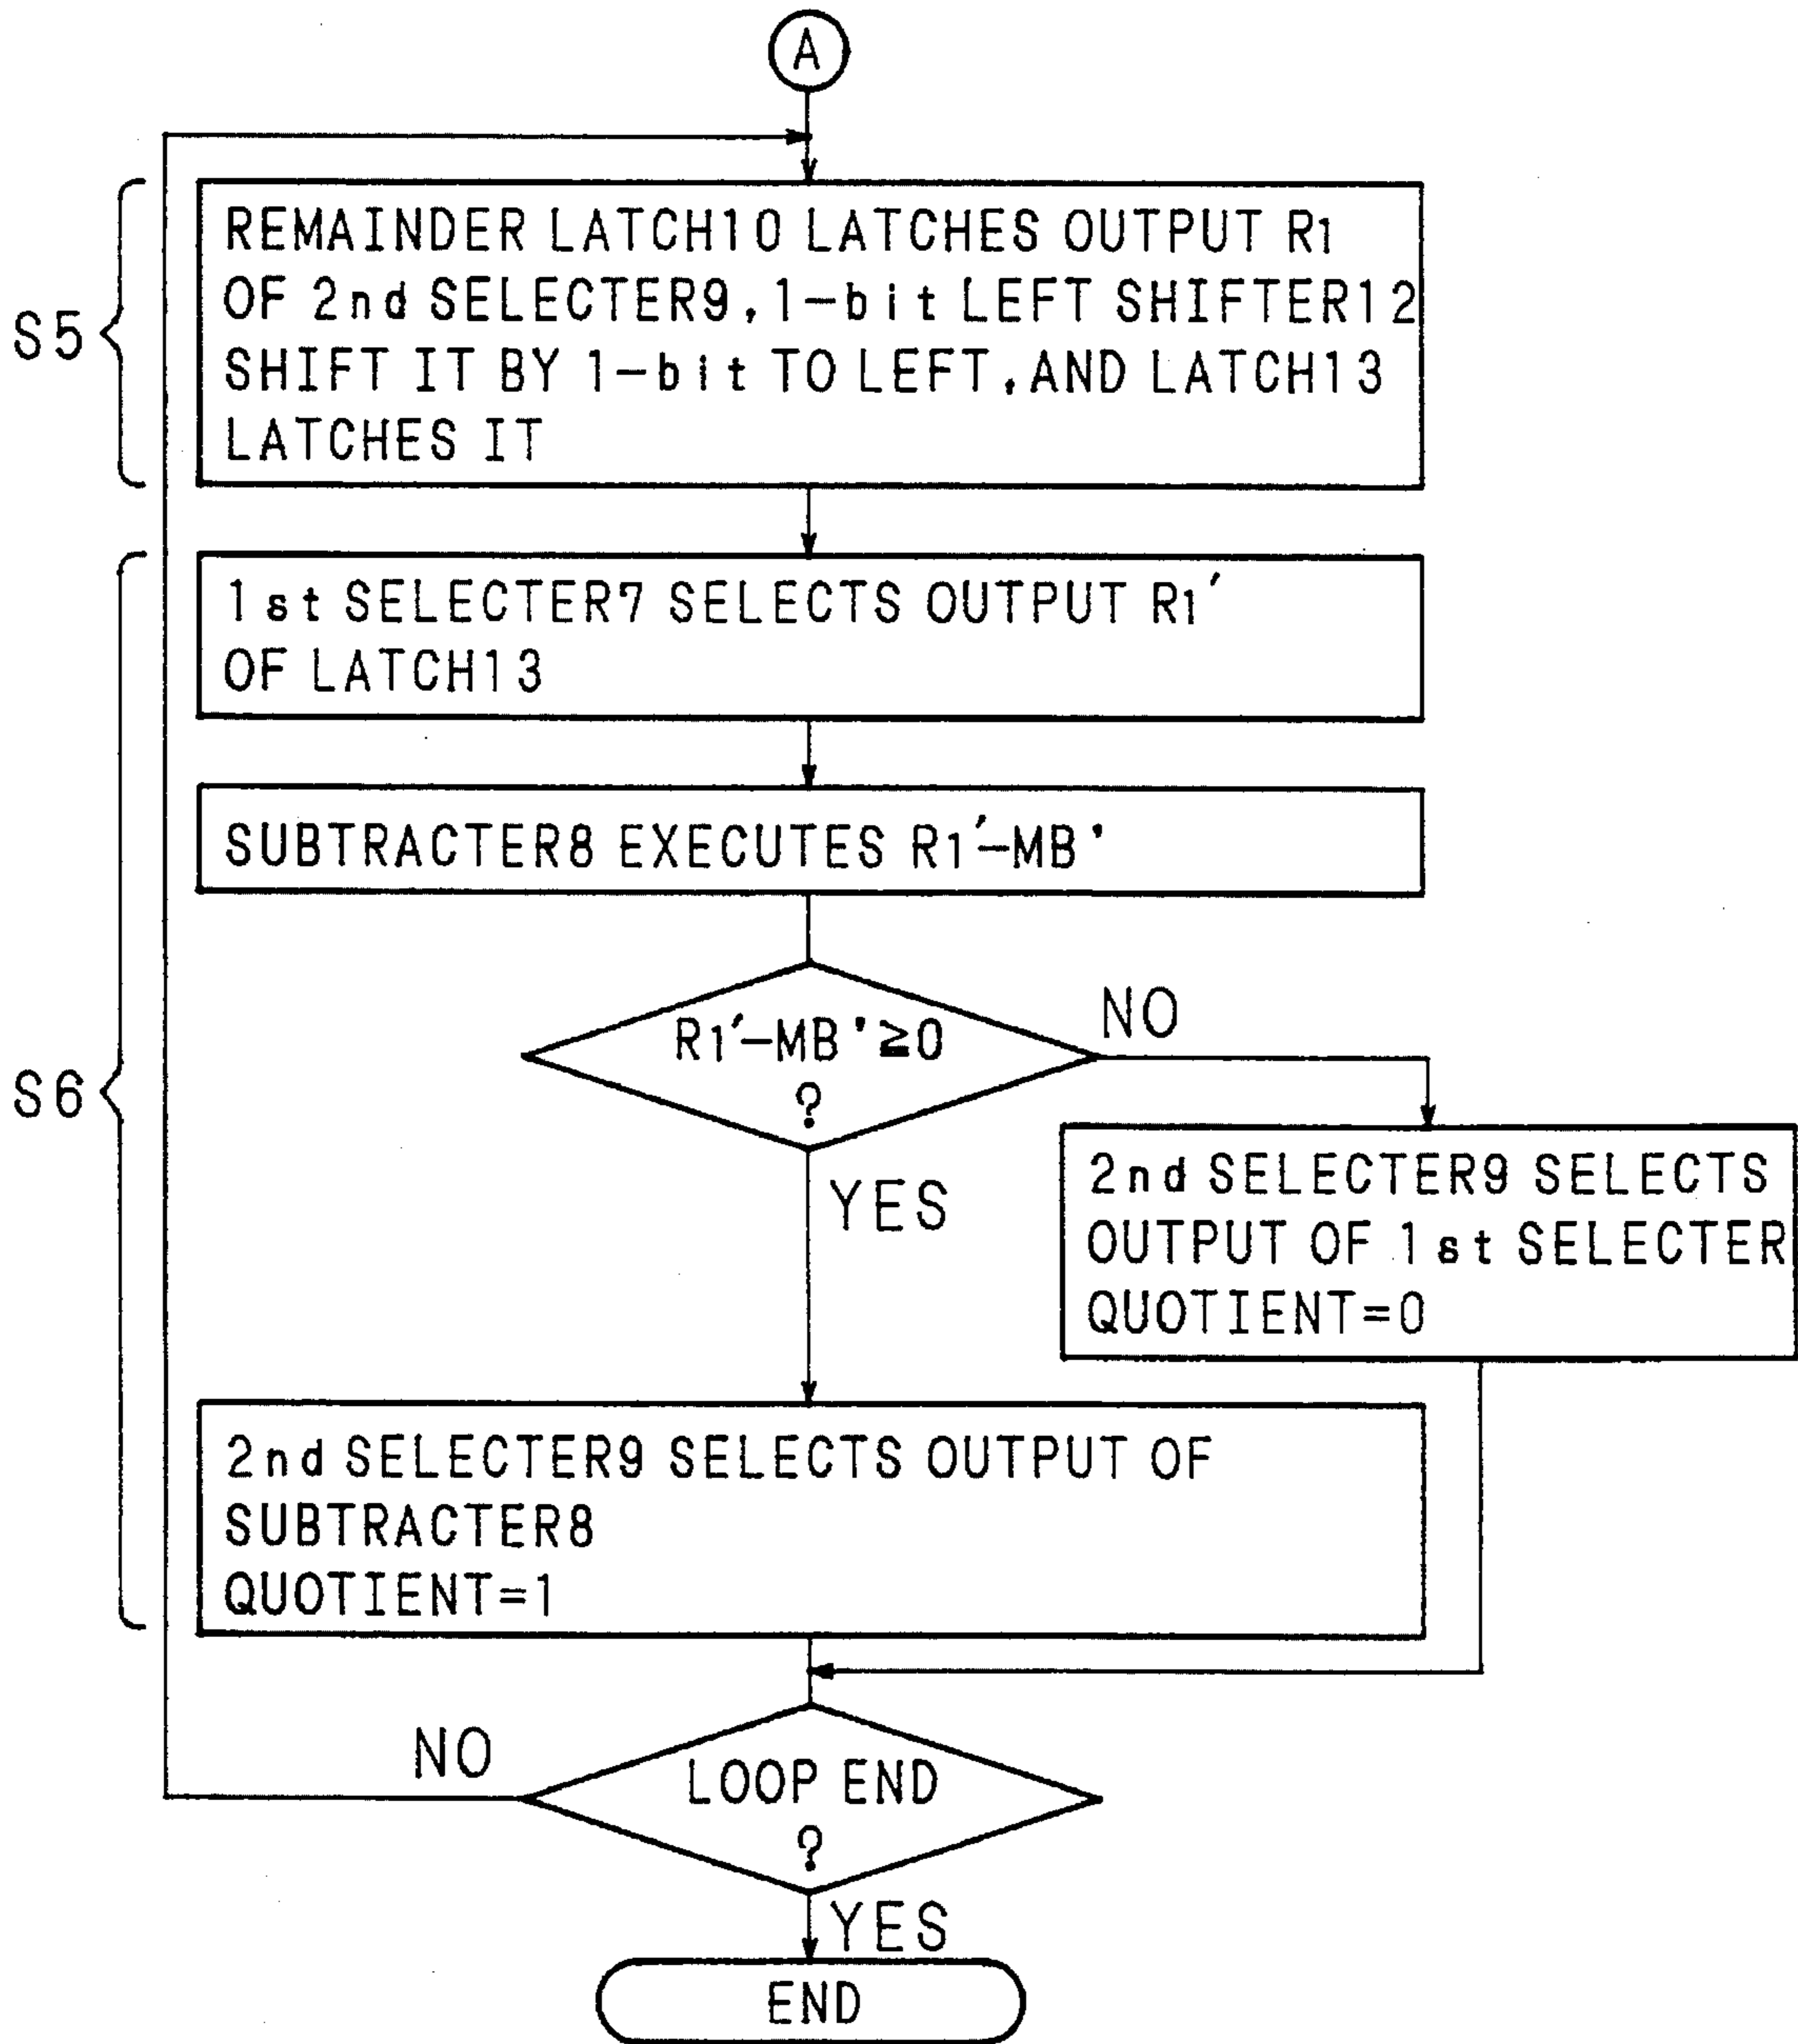 A
S5
REMAINDER LATCH10 LATCHES OUTPUT R1
OF 2nd SELECTER9, 1-bit LEFT SHIFTER12
SHIFT IT BY 1-bit TO LEFT, AND LATCH13
LATCHES IT
S6
1st SELECTER7 SELECTS OUTPUT R1′
OF LATCH13
SUBTRACTER8 EXECUTES R1′-MB'
R1′-MB'≧0
?
NO
YES
2nd SELECTER9 SELECTS
OUTPUT OF 1st SELECTER
QUOTIENT=0
2nd SELECTER9 SELECTS OUTPUT OF
SUBTRACTER8
QUOTIENT=1
NO
LOOP END
?
YES
END